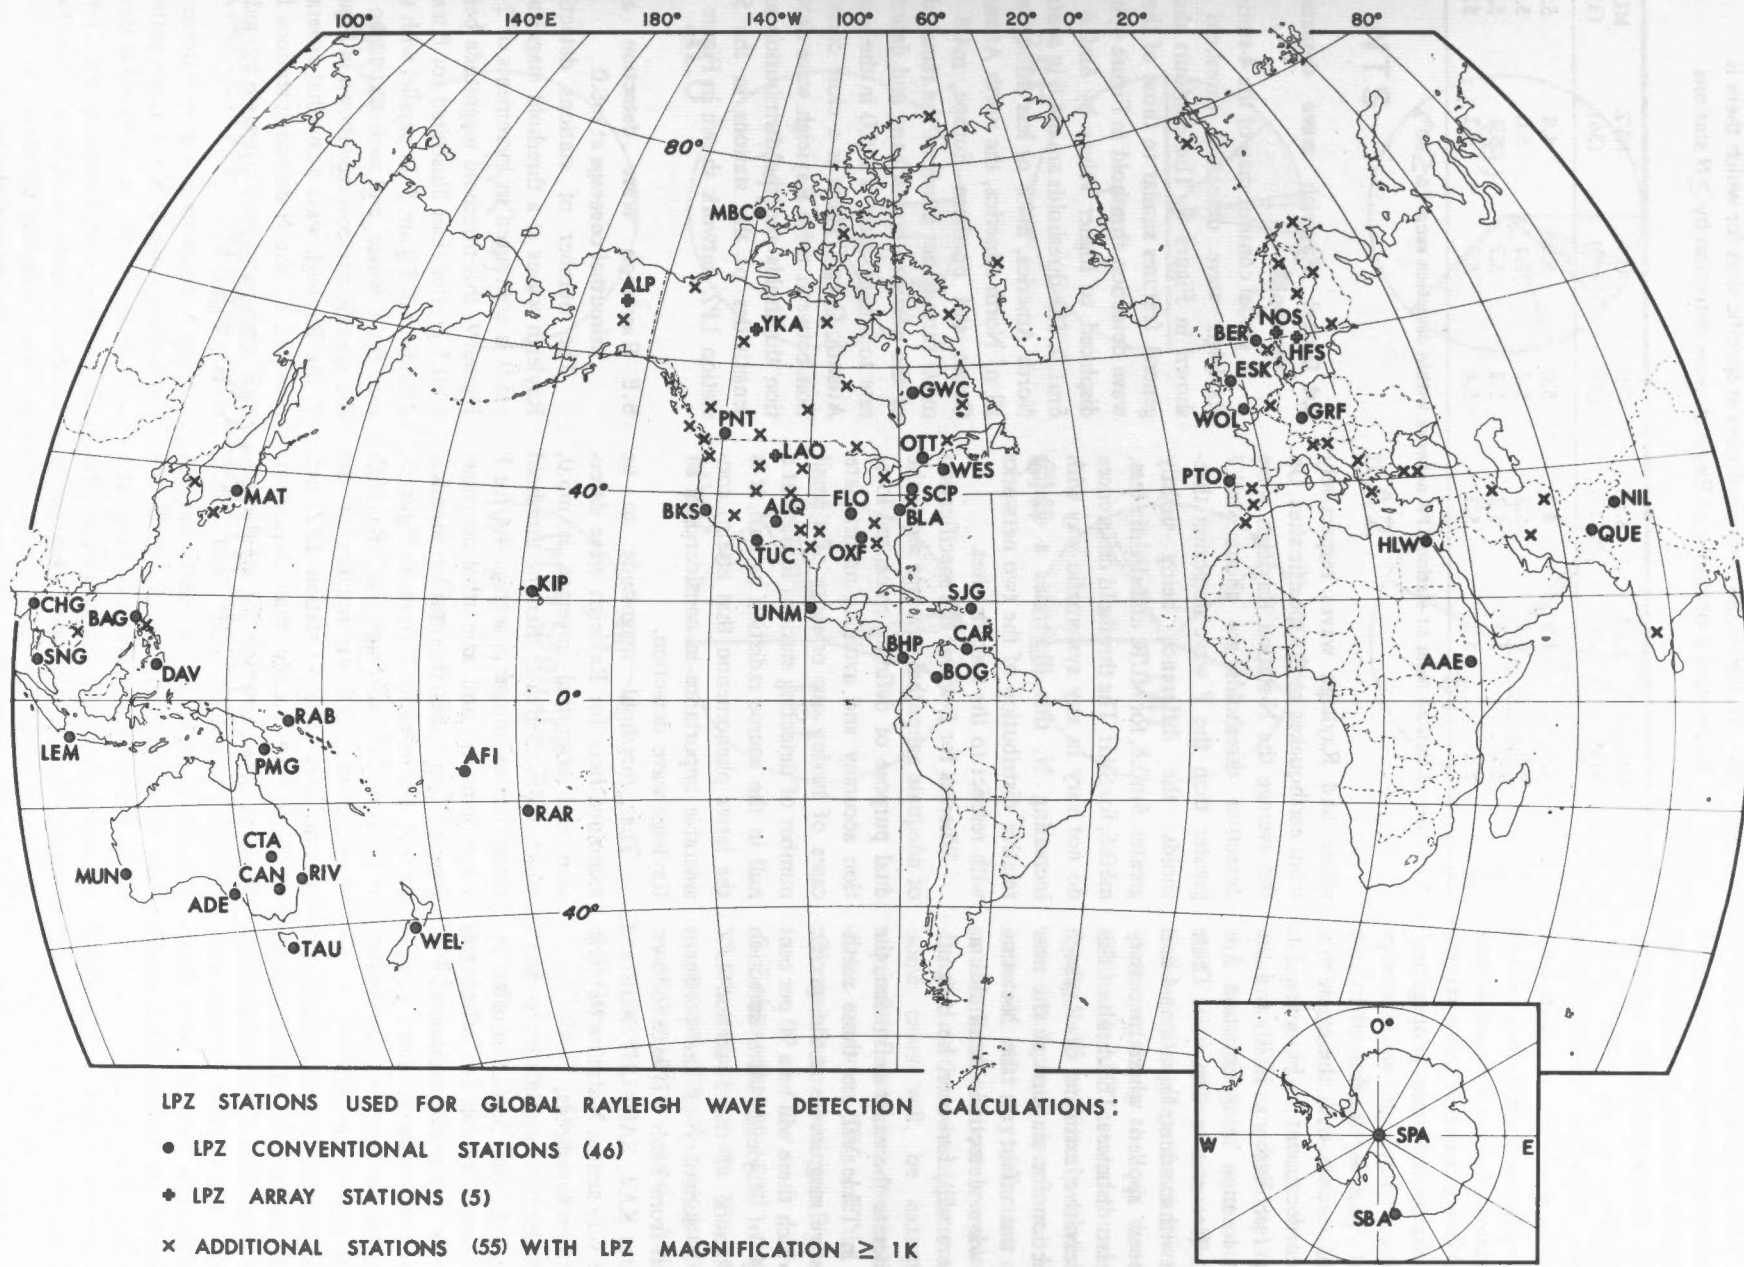 100° 140°E 180° 140°W 100° 60° 20° 0° 20° 80°
80°
MBC
ALP
YKA
NOS
BER
HFS
ESK
GWC
WOL
GRF
PNT
OTT
LAO
WES
PTO
MAT
40°
FLO
SCP
NIL
BKS
ALQ
BLA
QUE
TUC
OXF
HLW
KIP
CHG
BAG
UNM
SJG
SNG
DAV
BHP
CAR
BOG
AAE
0°
RAB
LEM
PMG
AFI
RAR
CTA
MUN
CAN
RIV
ADE
40°
TAU
WEL
0°
W
SPA
E
SBA
LPZ STATIONS USED FOR GLOBAL RAYLEIGH WAVE DETECTION CALCULATIONS:
● LPZ CONVENTIONAL STATIONS (46)
✚ LPZ ARRAY STATIONS (5)
× ADDITIONAL STATIONS (55) WITH LPZ MAGNIFICATION ≥ 1K